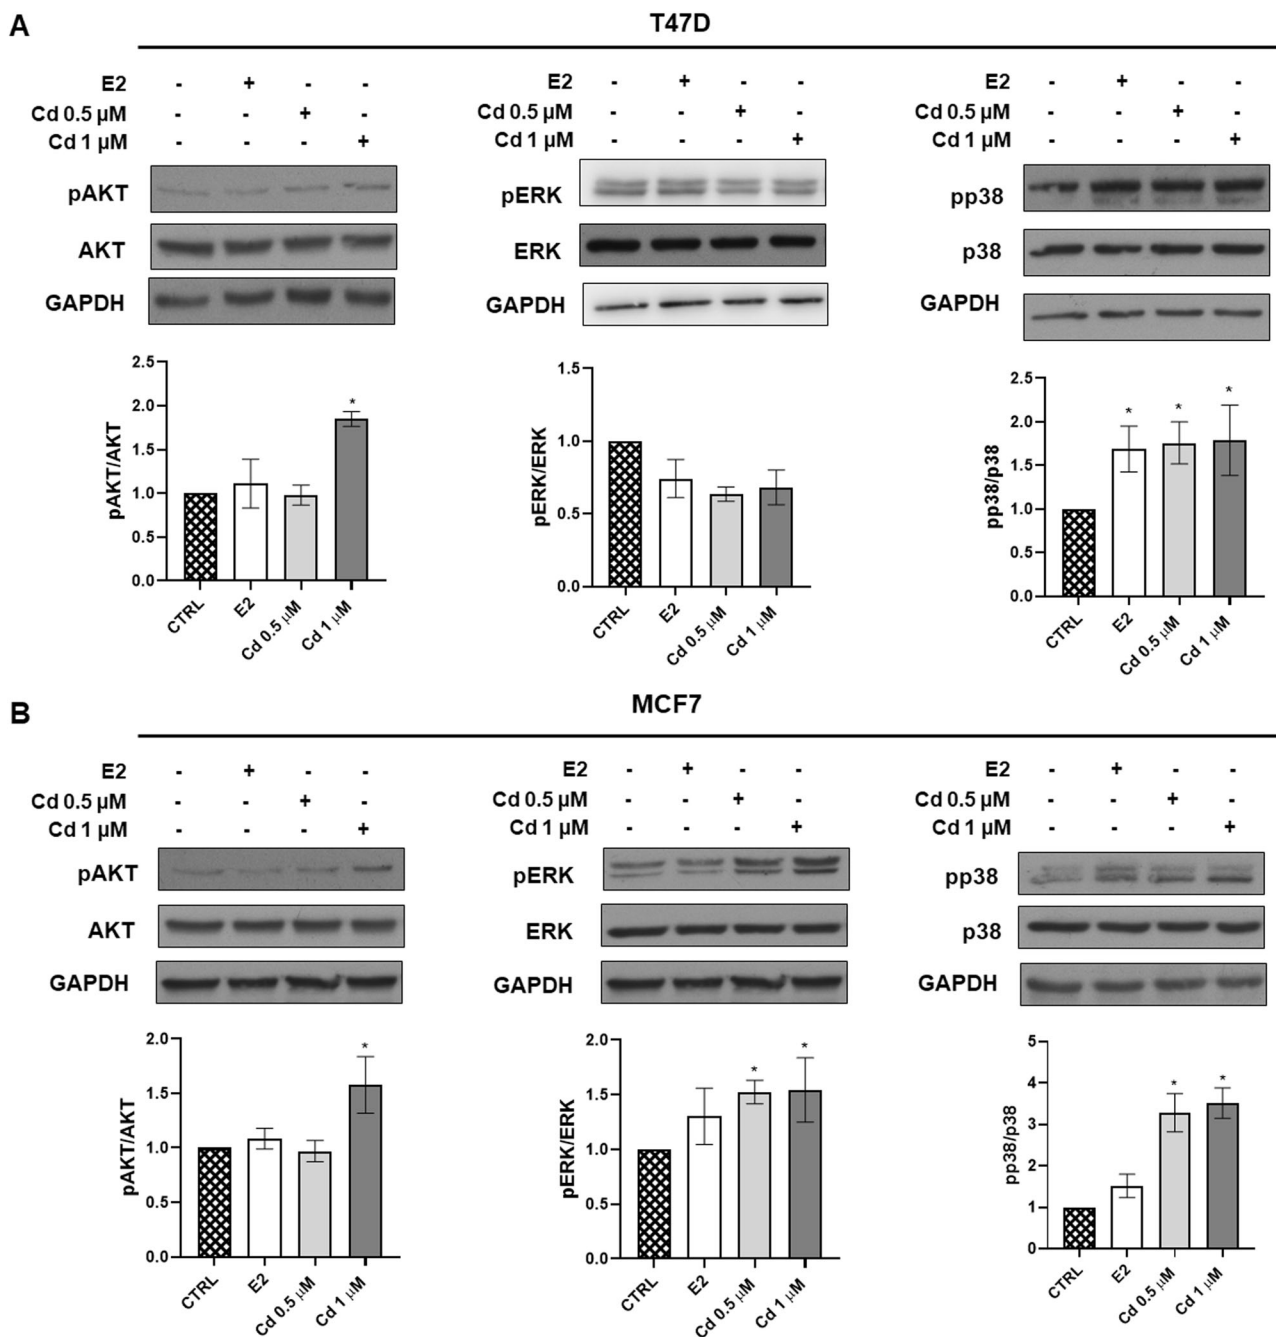 A
T47D
E2 - + - -
Cd 0.5 µM - - + -
Cd 1 µM - - - +
pAKT
AKT
GAPDH
2.5
2.0
1.5
1.0
0.5
0.0
pAKT/AKT
*
CTRL
E2
Cd 0.5 µM
Cd 1 µM
E2 - + - -
Cd 0.5 µM - - + -
Cd 1 µM - - - +
pERK
ERK
GAPDH
1.5
1.0
0.5
0.0
pERK/ERK
CTRL
E2
Cd 0.5 µM
Cd 1 µM
E2 - + - -
Cd 0.5 µM - - + -
Cd 1 µM - - - +
pp38
p38
GAPDH
2.5
2.0
1.5
1.0
0.5
0.0
pp38/p38
* * *
CTRL
E2
Cd 0.5 µM
Cd 1 µM
B
MCF7
E2 - + - -
Cd 0.5 µM - - + -
Cd 1 µM - - - +
pAKT
AKT
GAPDH
2.0
1.5
1.0
0.5
0.0
pAKT/AKT
*
CTRL
E2
Cd 0.5 µM
Cd 1 µM
E2 - + - -
Cd 0.5 µM - - + -
Cd 1 µM - - - +
pERK
ERK
GAPDH
2.0
1.5
1.0
0.5
0.0
pERK/ERK
* *
CTRL
E2
Cd 0.5 µM
Cd 1 µM
E2 - + - -
Cd 0.5 µM - - + -
Cd 1 µM - - - +
pp38
p38
GAPDH
5
4
3
2
1
0
pp38/p38
* *
CTRL
E2
Cd 0.5 µM
Cd 1 µM